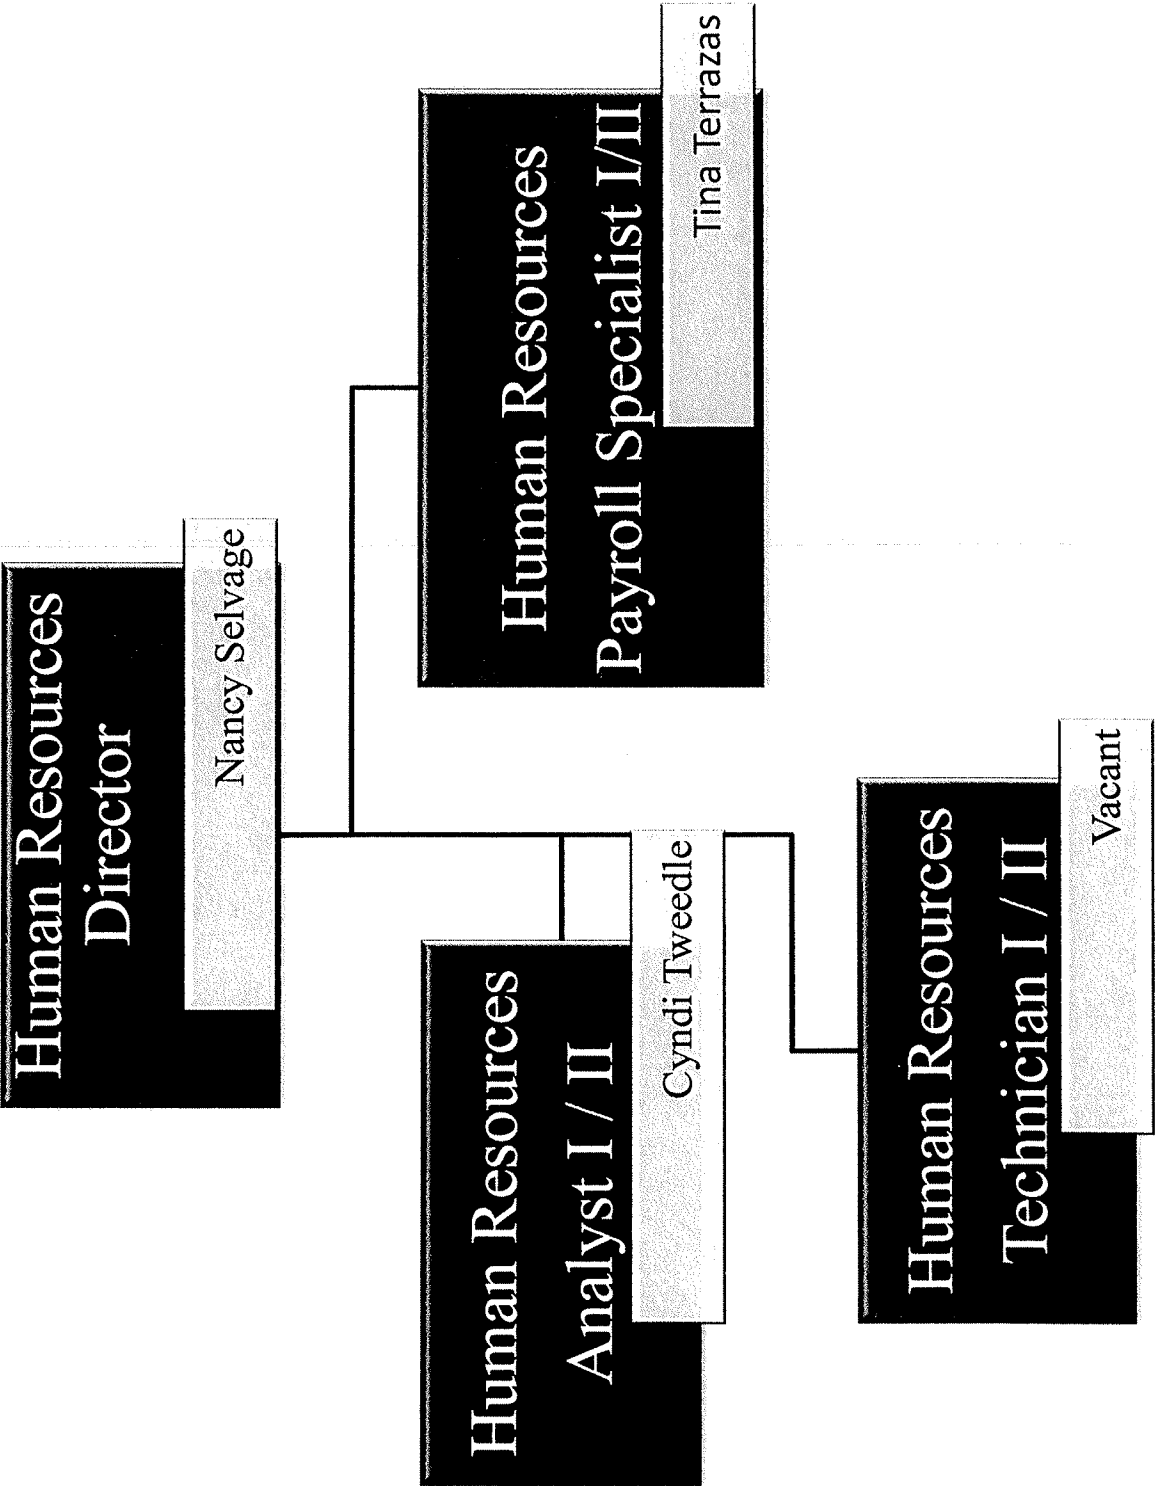 Human Resources
Director
Nancy Selvage
Human Resources
Analyst I / II
Cyndi Tweedle
Human Resources
Payroll Specialist I/II
Tina Terrazas
Human Resources
Technician I / II
Vacant